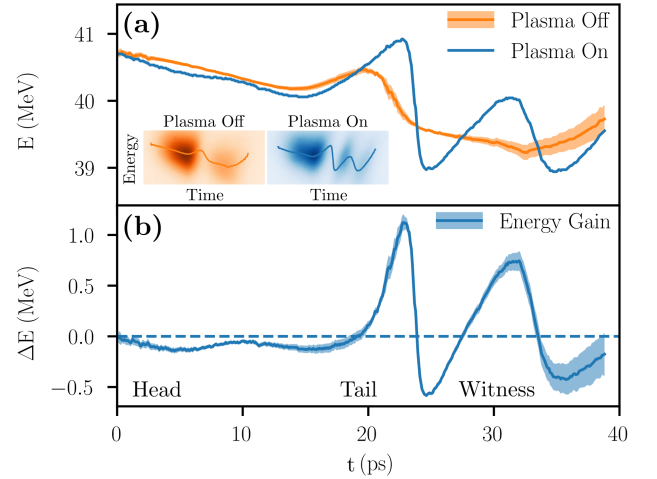 (a)
Plasma Off
Plasma On
41
40
39
E (MeV)
Plasma Off
Plasma On
Energy
Time
Time
(b)
Energy Gain
1.0
0.5
0.0
−0.5
ΔE (MeV)
Head
Tail
Witness
0
10
20
30
40
t (ps)